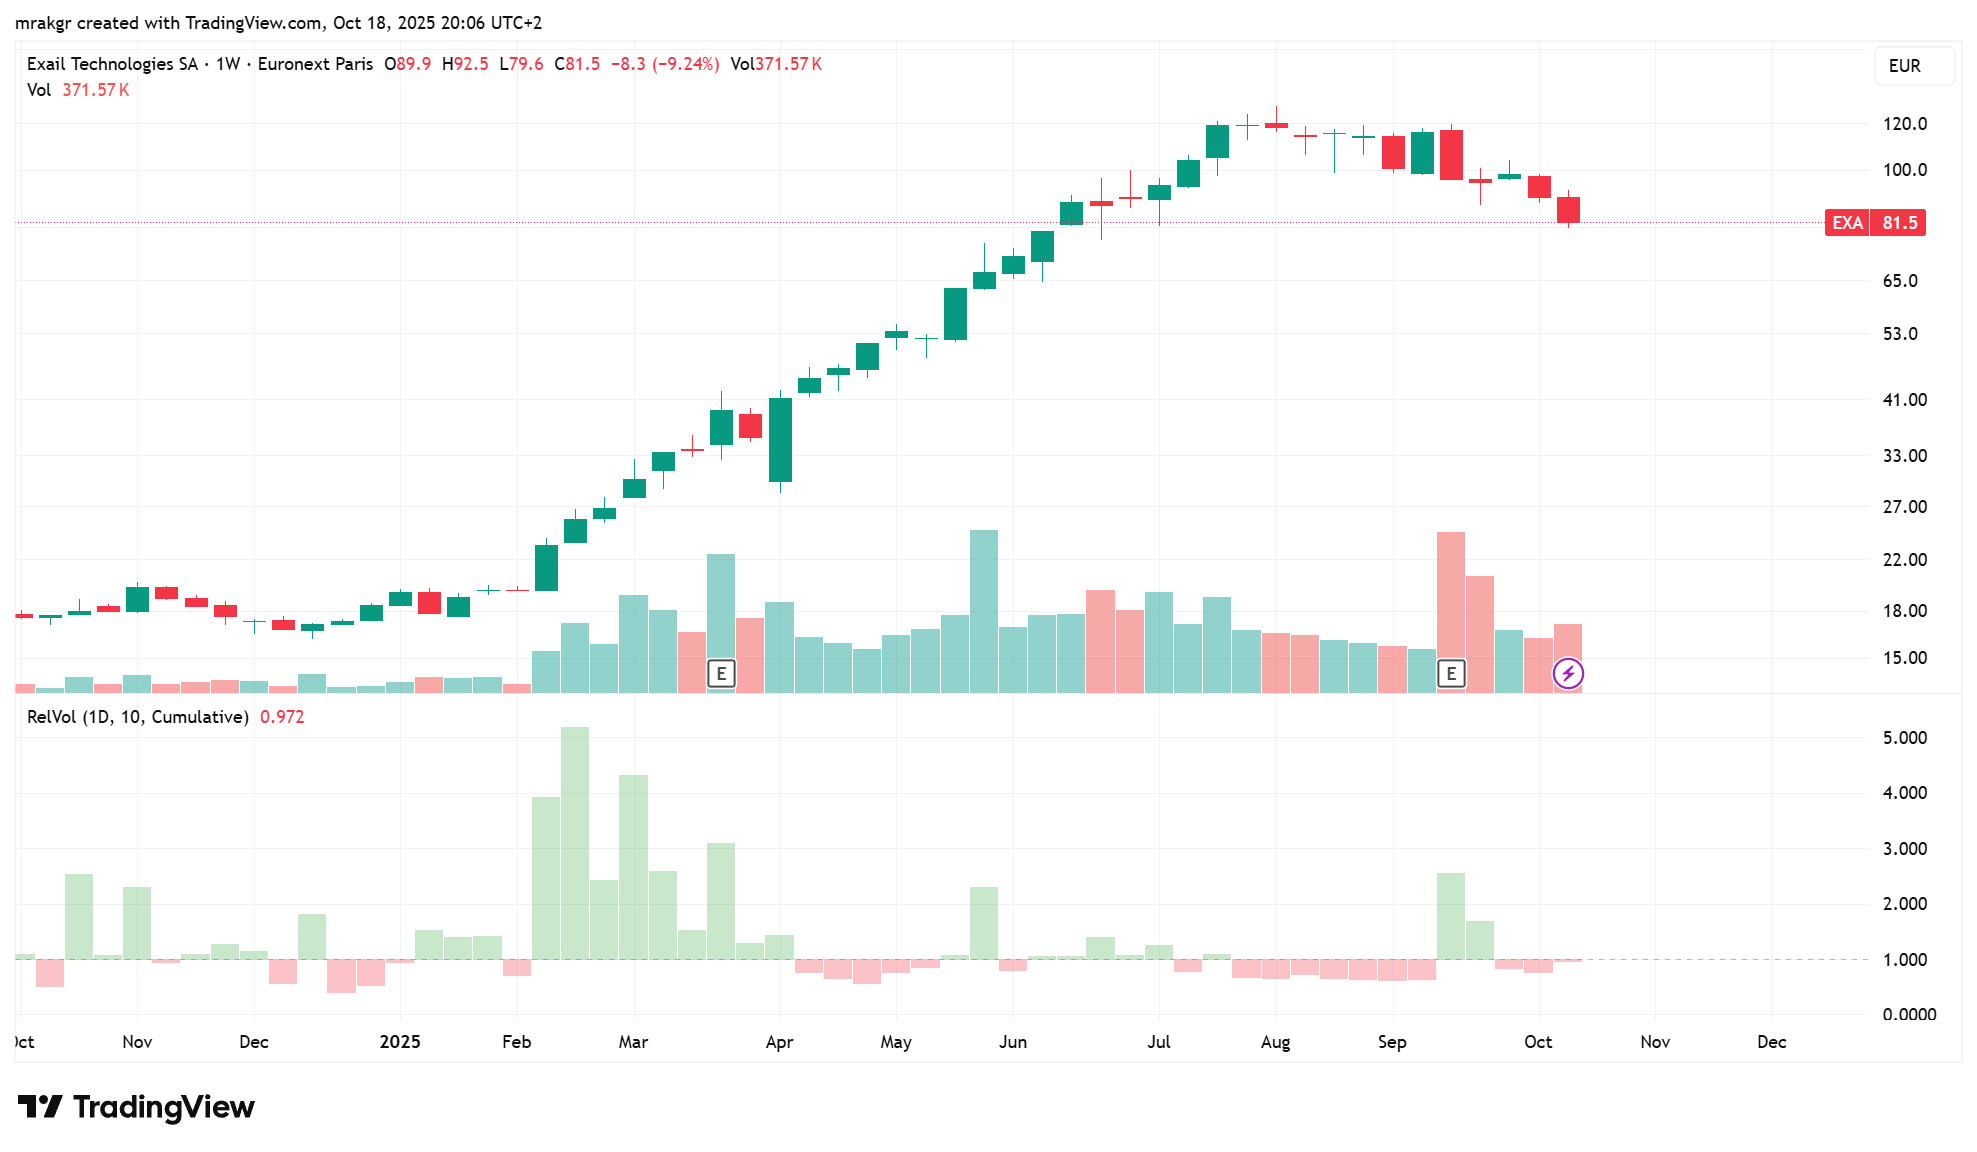 mrakgr created with TradingView.com, Oct 18, 2025 20:06 UTC+2
Exail Technologies SA · 1W · Euronext Paris O89.9 H92.5 L79.6 C81.5 −8.3 (−9.24%) Vol371.57 K
Vol 371.57 K
EUR
120.0
100.0
EXA 81.5
65.0
53.0
41.00
33.00
27.00
22.00
18.00
15.00
E
E
RelVol (1D, 10, Cumulative) 0.972
5.000
4.000
3.000
2.000
1.000
0.0000
Oct Nov Dec 2025 Feb Mar Apr May Jun Jul Aug Sep Oct Nov Dec
TradingView